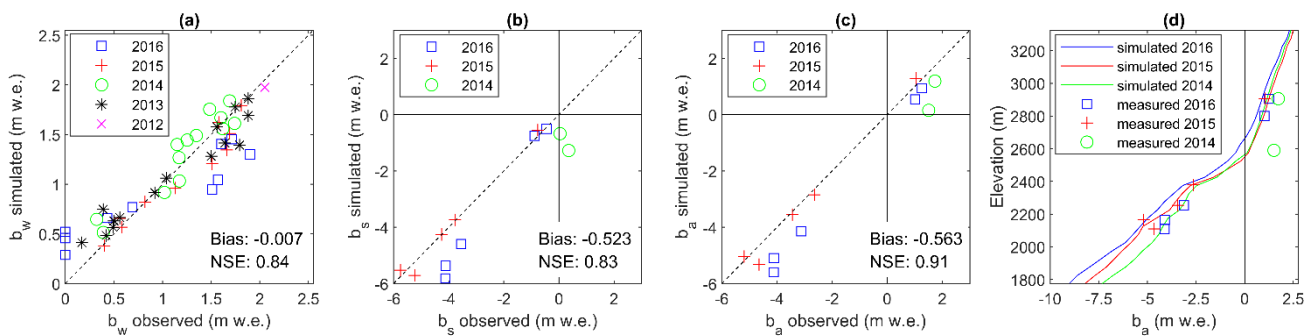 (a)
2.5
2
1.5
1
0.5
0
0 0.5 1 1.5 2 2.5
b_w simulated (m w.e.)
b_w observed (m w.e.)
2016
2015
2014
2013
2012
Bias: -0.007
NSE: 0.84
(b)
2
0
-2
-4
-6
-6 -4 -2 0 2
b_s simulated (m w.e.)
b_s observed (m w.e.)
2016
2015
2014
Bias: -0.523
NSE: 0.83
(c)
2
0
-2
-4
-6
-6 -4 -2 0 2
b_a simulated (m w.e.)
b_a observed (m w.e.)
2016
2015
2014
Bias: -0.563
NSE: 0.91
(d)
3200
3000
2800
2600
2400
2200
2000
1800
-10 -7.5 -5 -2.5 0 2.5
Elevation (m)
b_a (m w.e.)
simulated 2016
simulated 2015
simulated 2014
measured 2016
measured 2015
measured 2014